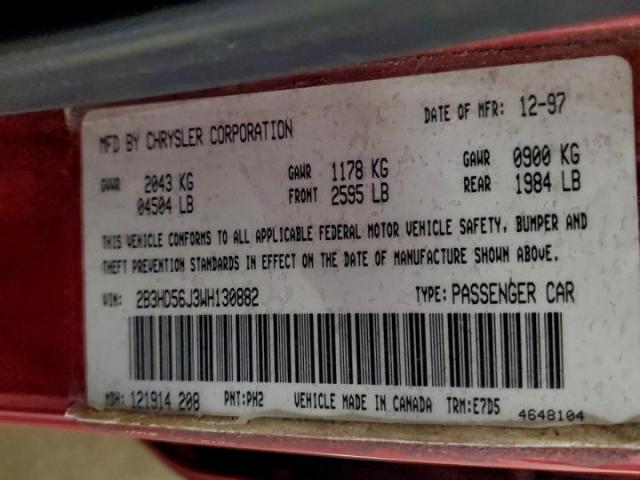 MFD BY CHRYSLER CORPORATION DATE OF MFR: 12-97
GVWR 2043 KG GAWR 1178 KG GAWR 0900 KG
04504 LB FRONT 2595 LB REAR 1984 LB
THIS VEHICLE CONFORMS TO ALL APPLICABLE FEDERAL MOTOR VEHICLE SAFETY, BUMPER AND
THEFT PREVENTION STANDARDS IN EFFECT ON THE DATE OF MANUFACTURE SHOWN ABOVE.
VIN: 2B3HD56J3WH130882 TYPE: PASSENGER CAR
MDH: 121914 208 PNT:PH2 VEHICLE MADE IN CANADA TRM:E7D5
4648104